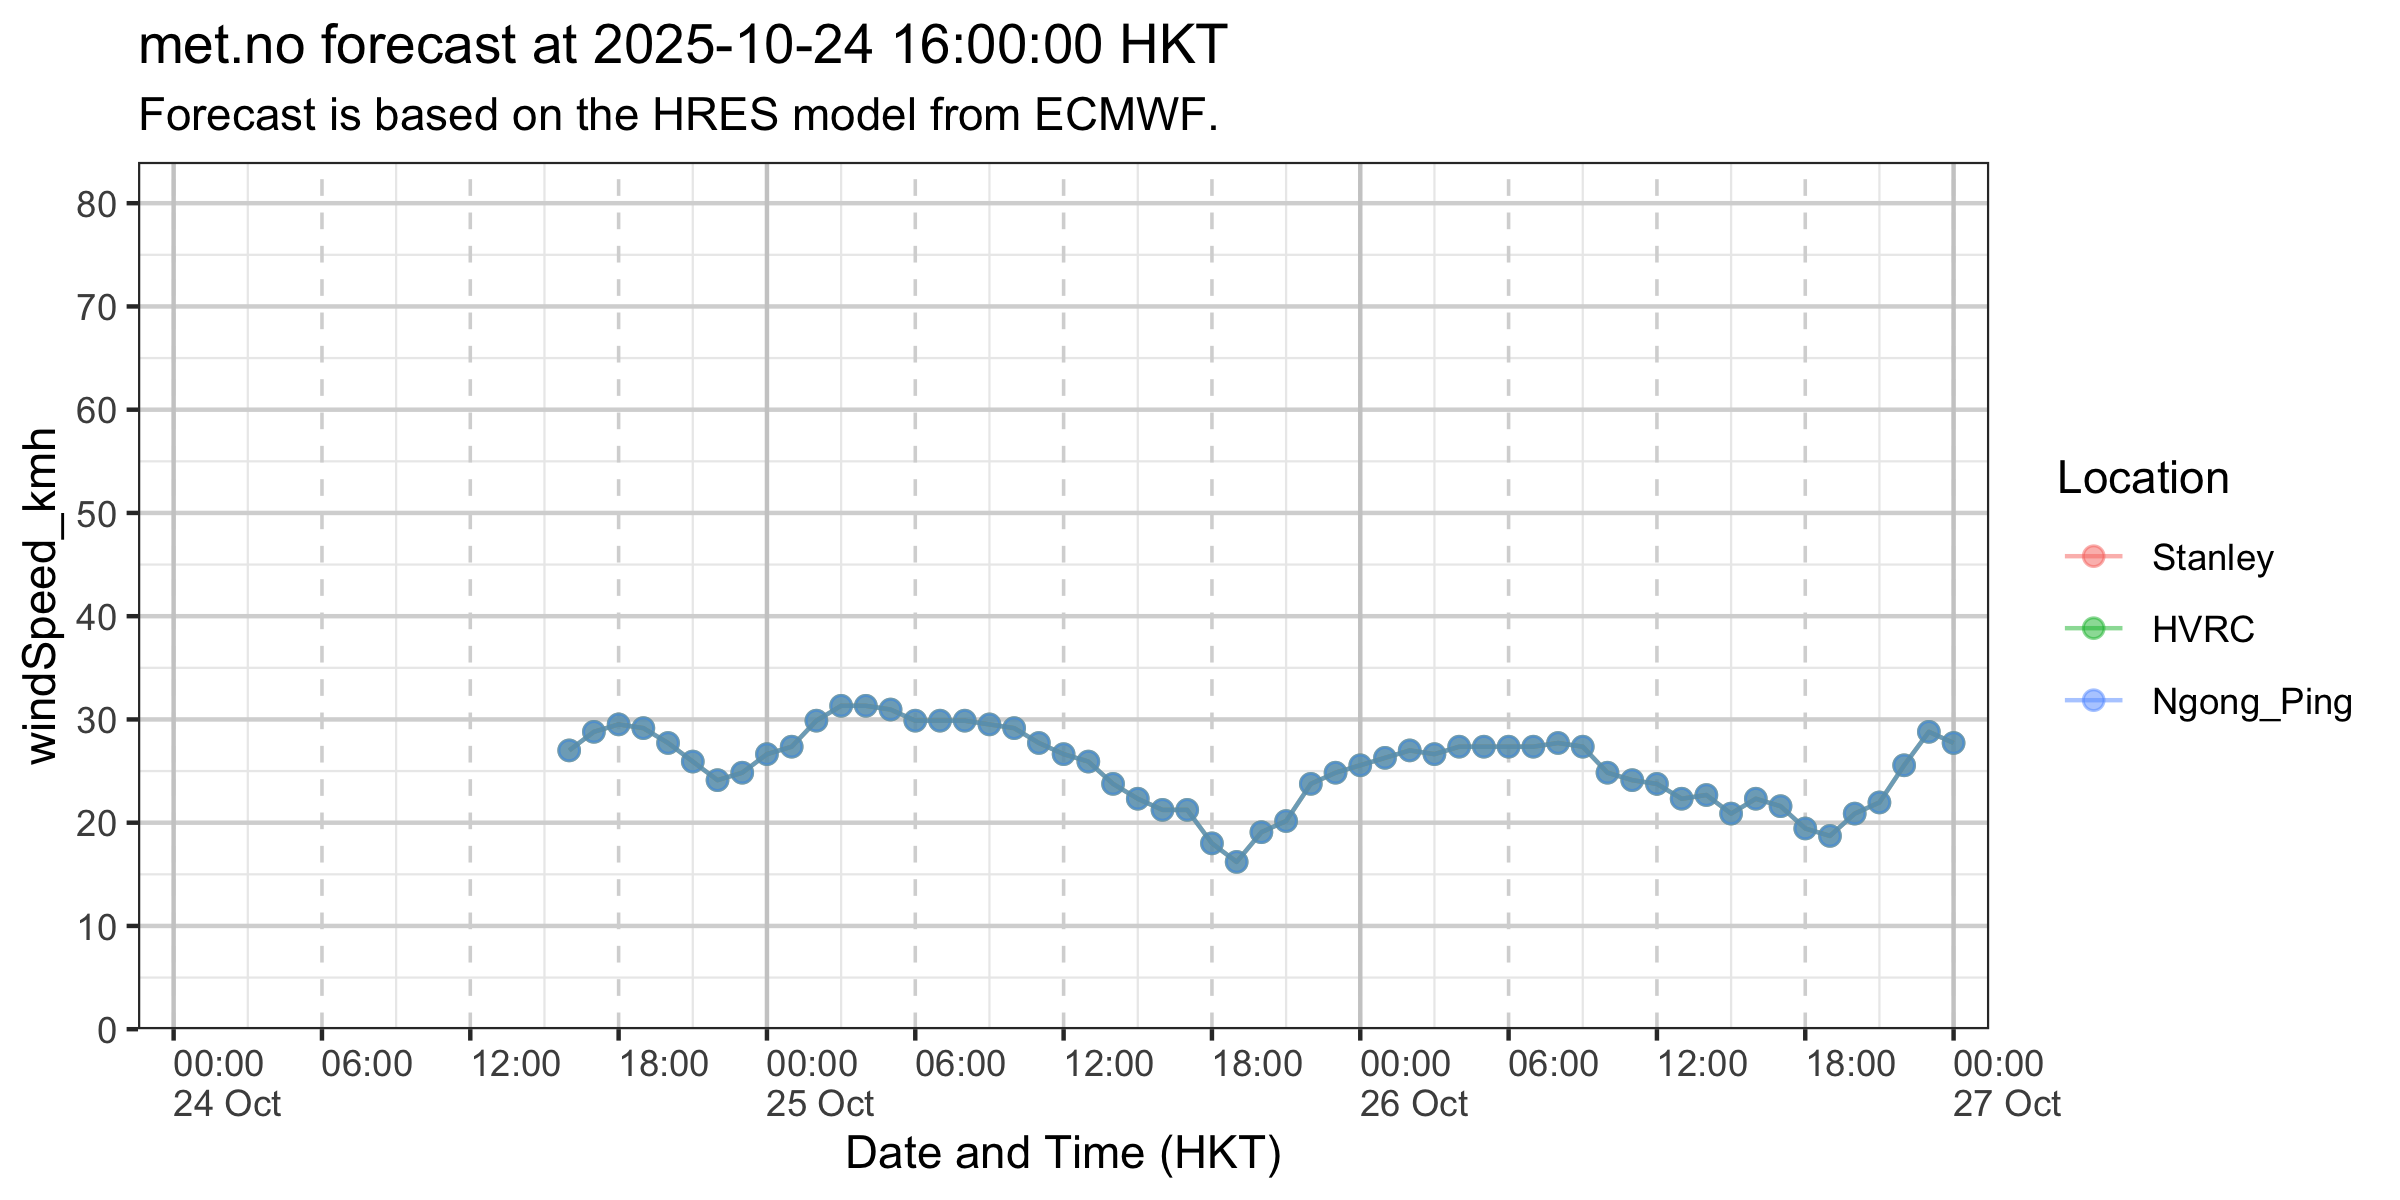 met.no forecast at 2025-10-24 16:00:00 HKT
Forecast is based on the HRES model from ECMWF.
windSpeed_kmh
80
70
60
50
40
30
20
10
0
00:00 06:00 12:00 18:00 00:00 06:00 12:00 18:00 00:00 06:00 12:00 18:00 00:00
24 Oct 25 Oct 26 Oct 27 Oct
Date and Time (HKT)
Location
Stanley
HVRC
Ngong_Ping